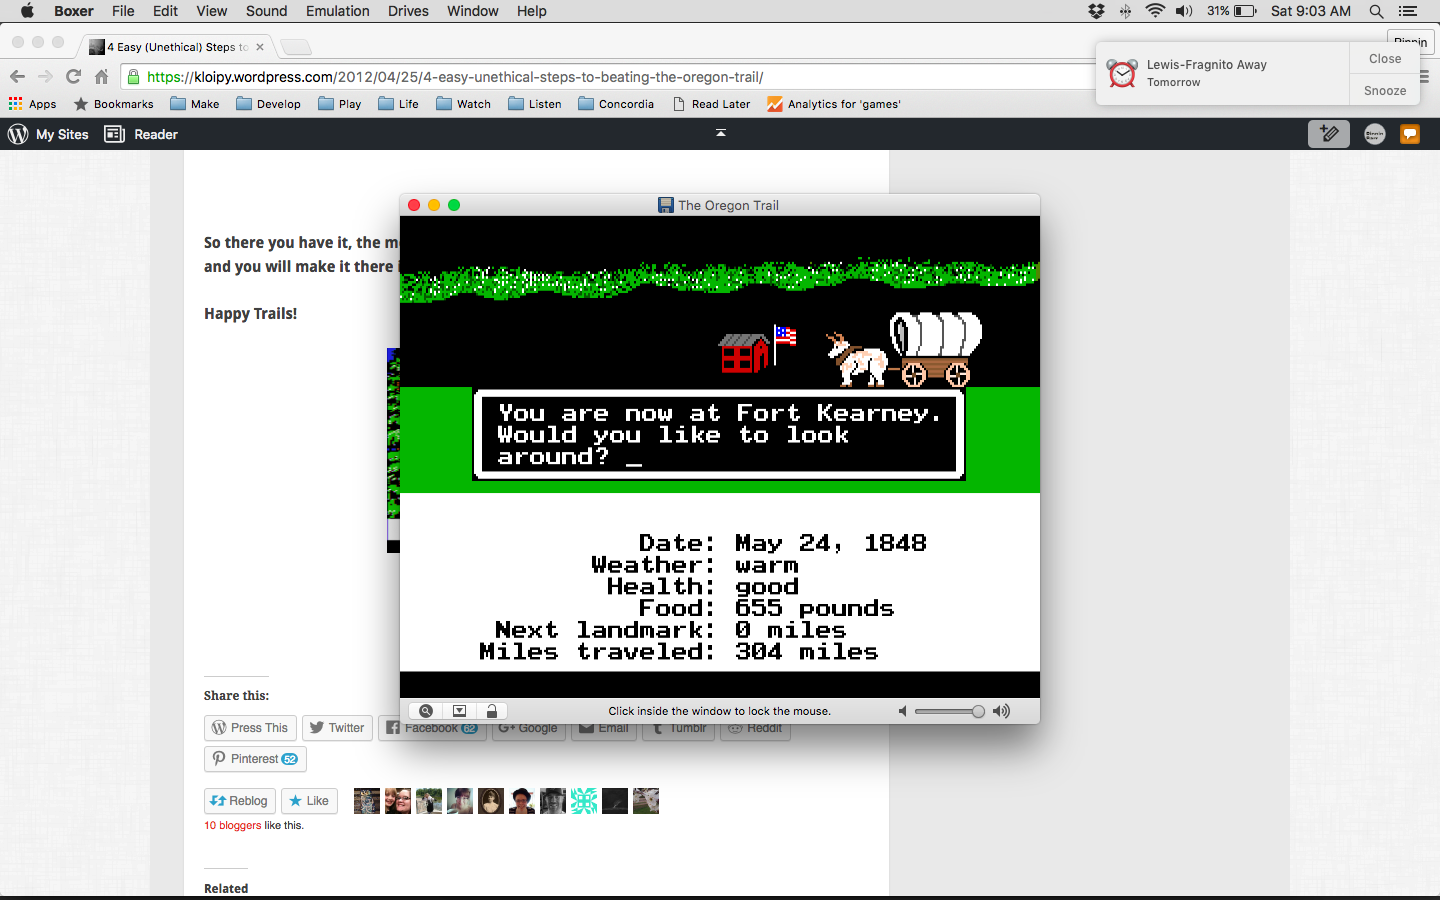 Boxer File Edit View Sound Emulation Drives Window Help 31% Sat 9:03 AM
4 Easy (Unethical) Steps to
https://kloipy.wordpress.com/2012/04/25/4-easy-unethical-steps-to-beating-the-oregon-trail/
Lewis-Fragnito Away
Tomorrow
Close
Snooze
Apps Bookmarks Make Develop Play Life Watch Listen Concordia Read Later Analytics for 'games'
My Sites Reader
The Oregon Trail
So there you have it, the
and you will make it there
Happy Trails!
You are now at Fort Kearney.
Would you like to look
around? _
Date: May 24, 1848
Weather: warm
Health: good
Food: 655 pounds
Next landmark: 0 miles
Miles traveled: 304 miles
Click inside the window to lock the mouse.
Share this:
Press This Twitter Facebook 62 Google Email Tumblr Reddit
Pinterest 52
Reblog Like
10 bloggers like this.
Related